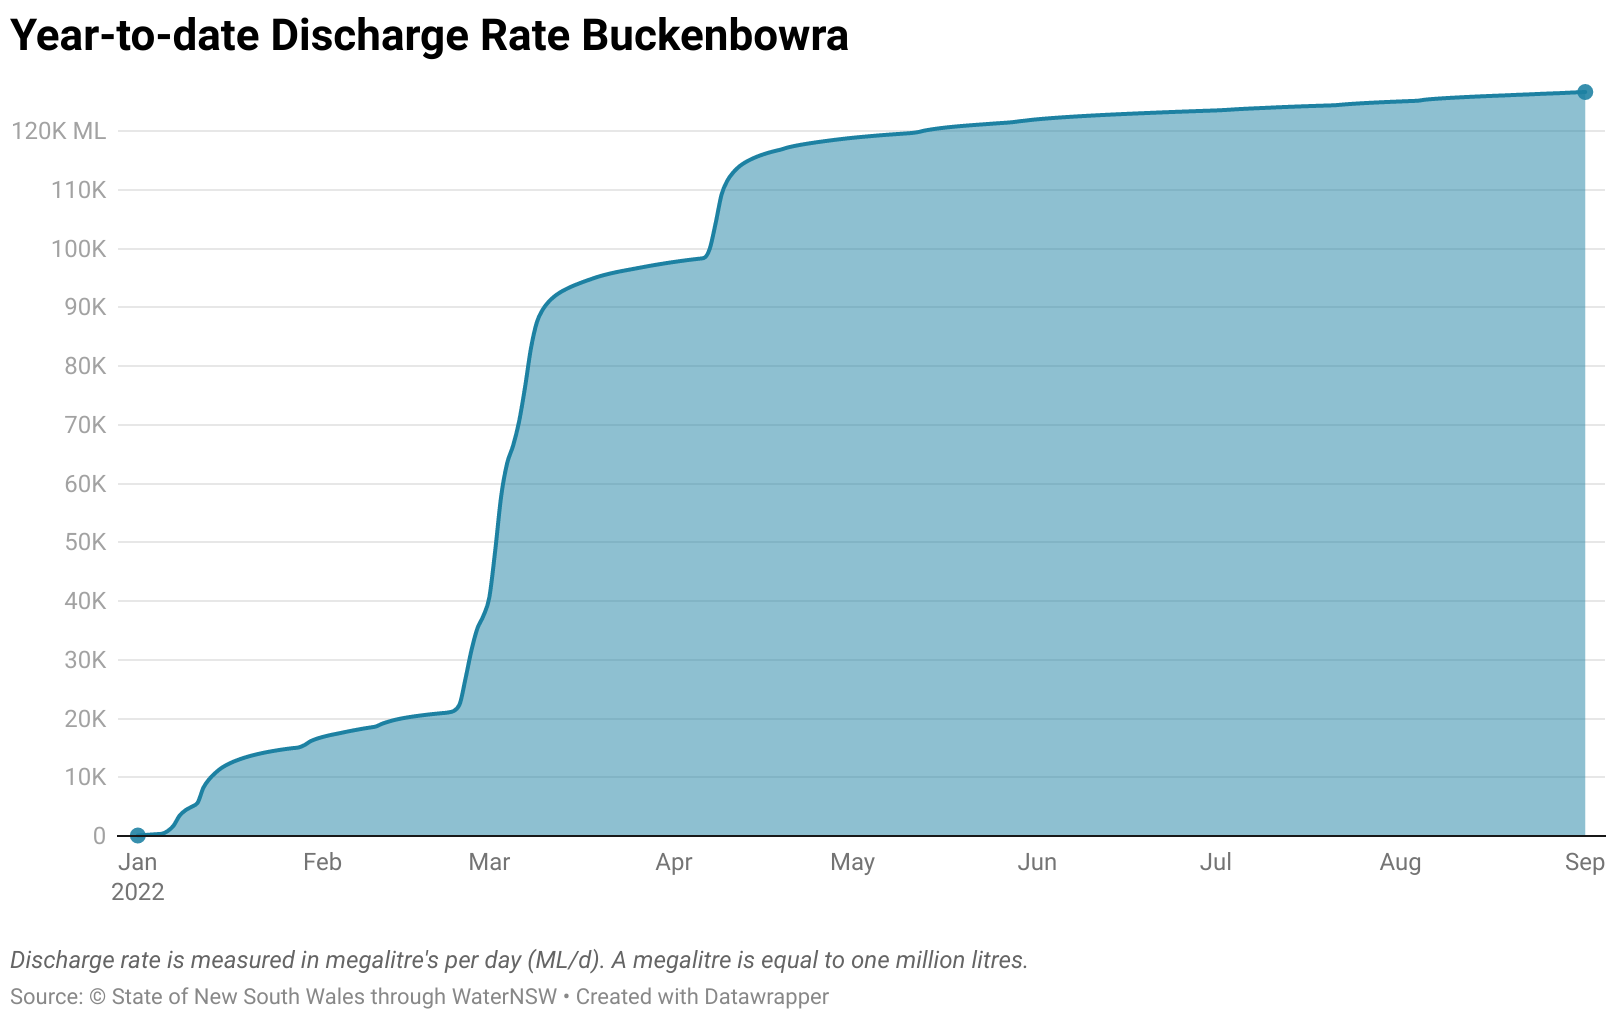 Year-to-date Discharge Rate Buckenbowra
120K ML
110K
100K
90K
80K
70K
60K
50K
40K
30K
20K
10K
0
Jan Feb Mar Apr May Jun Jul Aug Sep
2022
Discharge rate is measured in megalitre's per day (ML/d). A megalitre is equal to one million litres.
Source: © State of New South Wales through WaterNSW • Created with Datawrapper